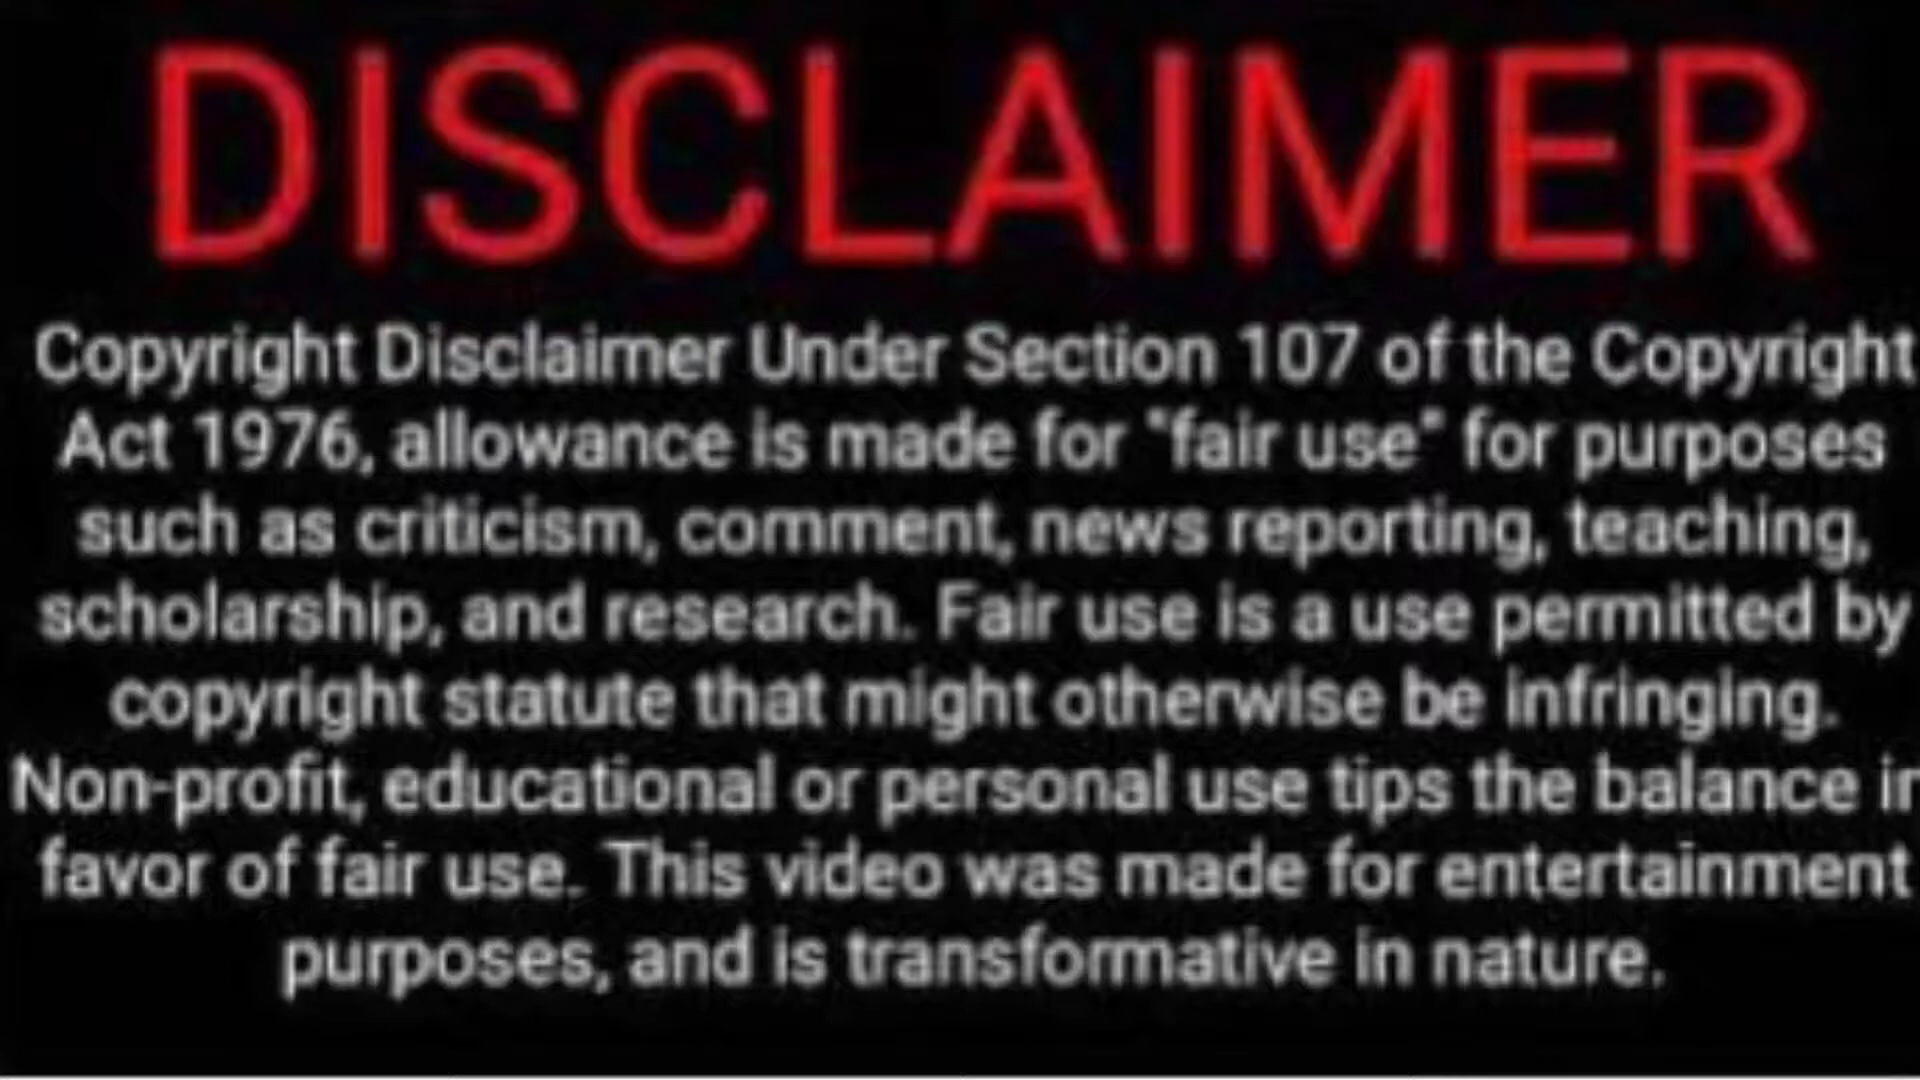 DISCLAIMER
Copyright Disclaimer Under Section 107 of the Copyright
Act 1976, allowance is made for "fair use" for purposes
such as criticism, comment, news reporting, teaching,
scholarship, and research. Fair use is a use permitted by
copyright statute that might otherwise be infringing.
Non-profit, educational or personal use tips the balance in
favor of fair use. This video was made for entertainment
purposes, and is transformative in nature.